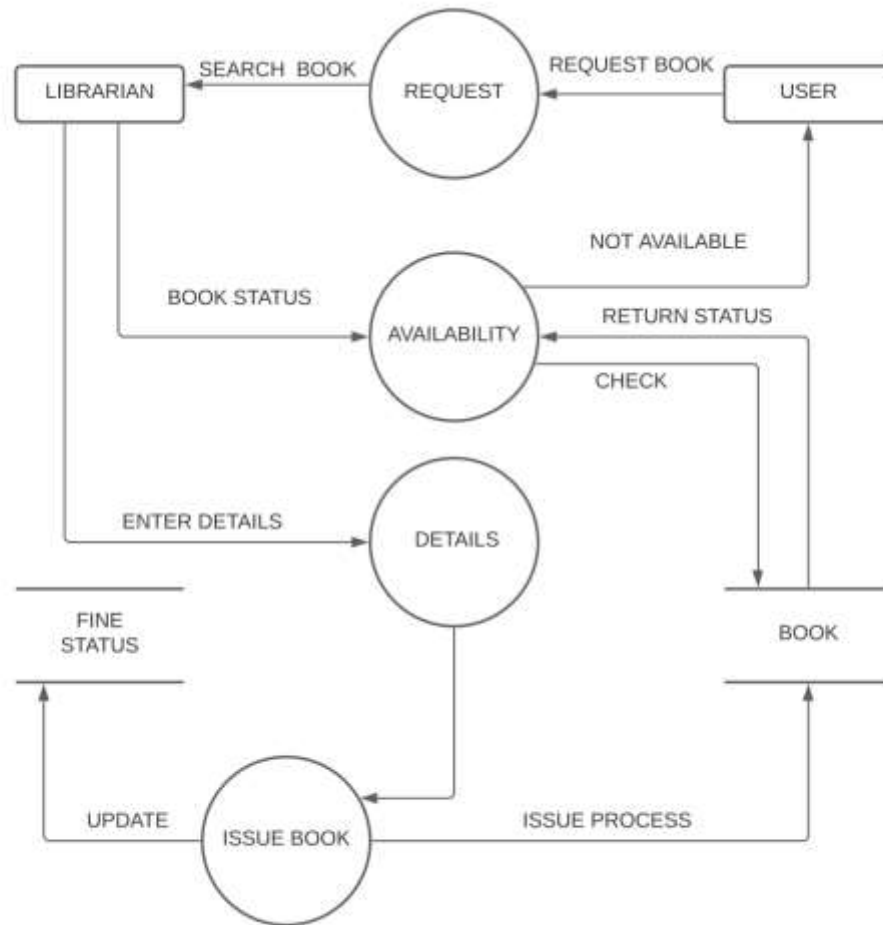 SEARCH  BOOK
REQUEST BOOK
LIBRARIAN
REQUEST
USER
NOT AVAILABLE
BOOK STATUS
RETURN STATUS
AVAILABILITY
CHECK
ENTER DETAILS
DETAILS
FINE
STATUS
BOOK
UPDATE
ISSUE PROCESS
ISSUE BOOK